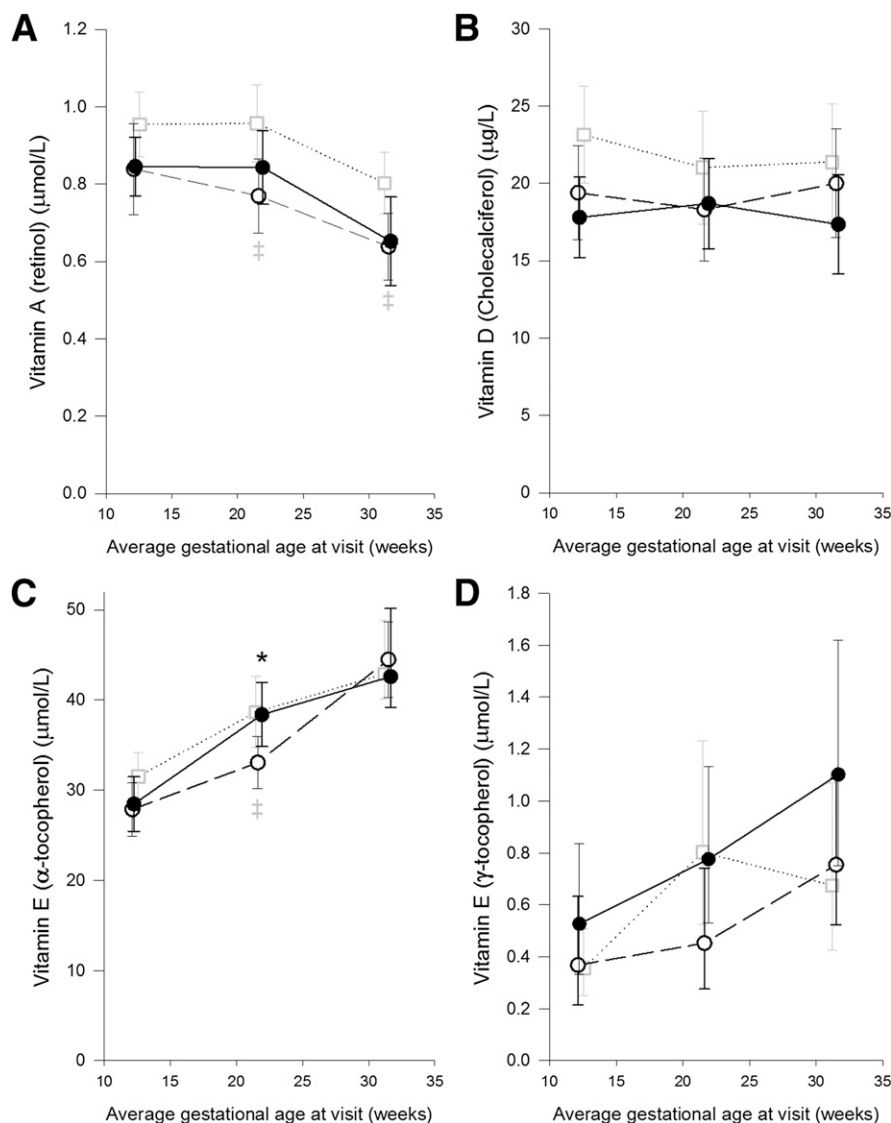 A
Vitamin A (retinol) (µmol/L)
1.2
1.0
0.8
0.6
0.4
0.2
0.0
‡
‡
10 15 20 25 30 35
Average gestational age at visit (weeks)
B
Vitamin D (Cholecalciferol) (µg/L)
30
25
20
15
10
5
0
10 15 20 25 30 35
Average gestational age at visit (weeks)
C
Vitamin E (α-tocopherol) (µmol/L)
50
40
30
20
10
0
*
‡
10 15 20 25 30 35
Average gestational age at visit (weeks)
D
Vitamin E (γ-tocopherol) (µmol/L)
1.8
1.6
1.4
1.2
1.0
0.8
0.6
0.4
0.2
0.0
10 15 20 25 30 35
Average gestational age at visit (weeks)